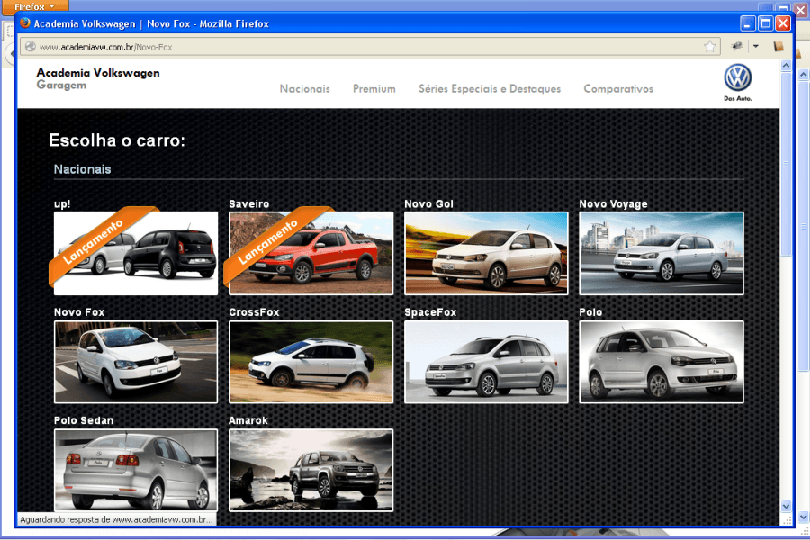 Firefox
Academia Volkswagen | Novo Fox - Mozilla Firefox
www.academiavw.com.br/Novo-Fox
Academia Volkswagen
Garagem
Nacionais Premium Séries Especiais e Destaques Comparativos
Das Auto.
Escolha o carro:
Nacionais
up! Saveiro Novo Gol Novo Voyage
Lançamento Lançamento
Novo Fox CrossFox SpaceFox Polo
Polo Sedan Amarok
Aguardando resposta de www.academiavw.com.br...